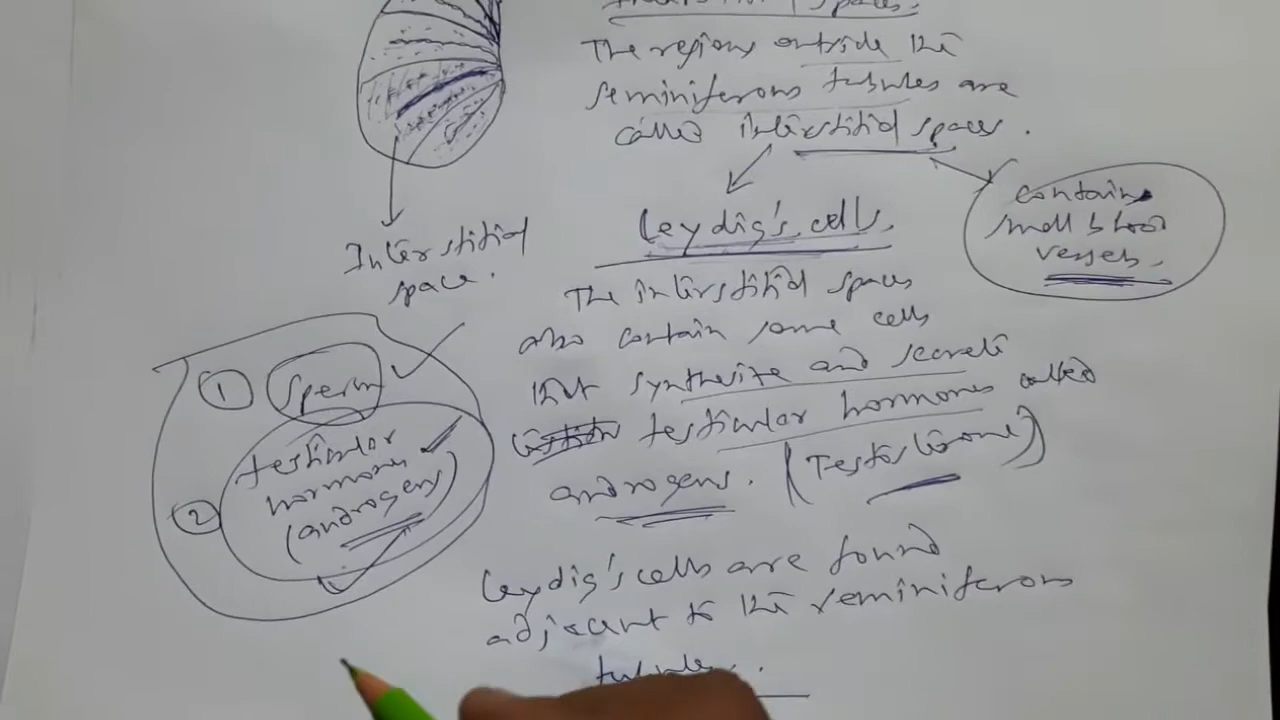 spaces.
The regions outside the
seminiferous tubules are
called interstitial spaces.
contains
small blood
vessels.
Leydig's cells.
Interstitial
space.
The interstitial spaces
also contain some cells
that synthesize and secrete
testicular hormones called
androgens. (Testosterone)
1 Sperm
2 testicular
hormones
(androgens)
Leydig's cells are found
adjacent to the seminiferous
tubules.